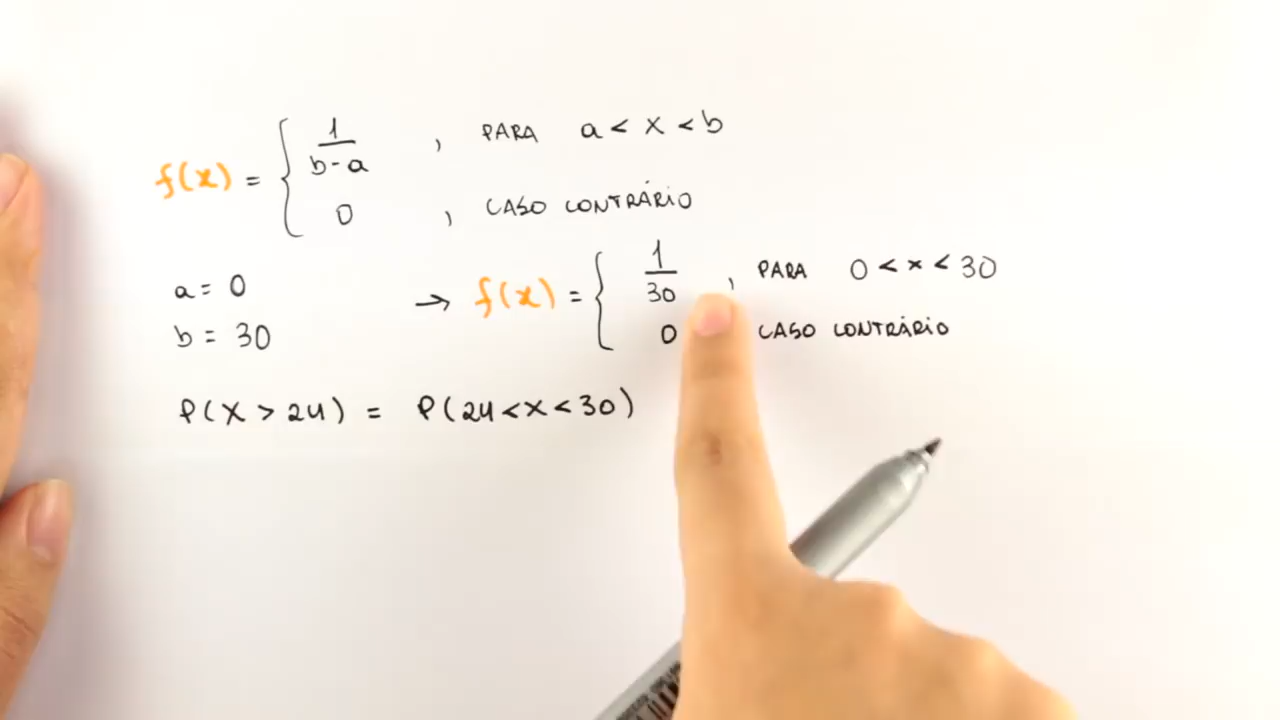 f(x) = { 1/(b-a) , PARA a < x < b
0 , CASO CONTRÁRIO
a = 0
b = 30
→ f(x) = { 1/30 , PARA 0 < x < 30
0 CASO CONTRÁRIO
P(X > 24) = P(24 < x < 30)